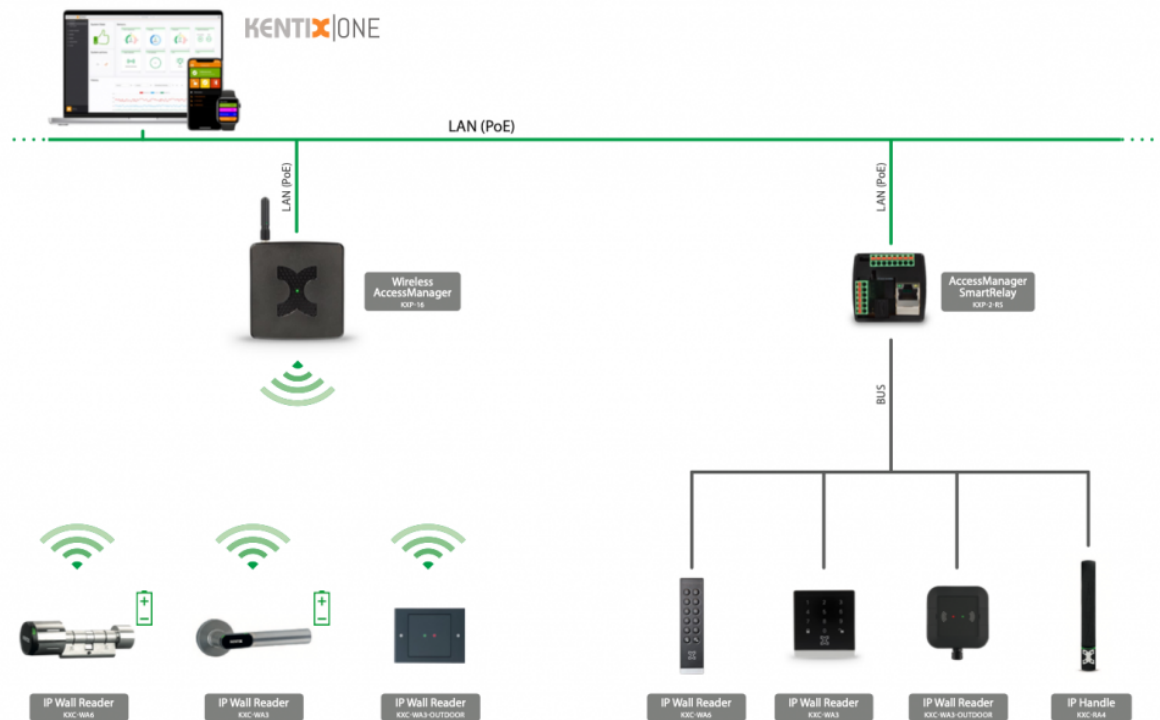 KENTIX|ONE
LAN (PoE)
LAN (PoE)
LAN (PoE)
Wireless
AccessManager
KXP-16
AccessManager
SmartRelay
KXP-2-RS
BUS
+
−
+
−
IP Wall Reader
KXC-WA6
IP Wall Reader
KXC-WA3
IP Wall Reader
KXC-WA3-OUTDOOR
IP Wall Reader
KXC-WA6
IP Wall Reader
KXC-WA3
IP Wall Reader
KXC-WA3-OUTDOOR
IP Handle
KXC-RA4